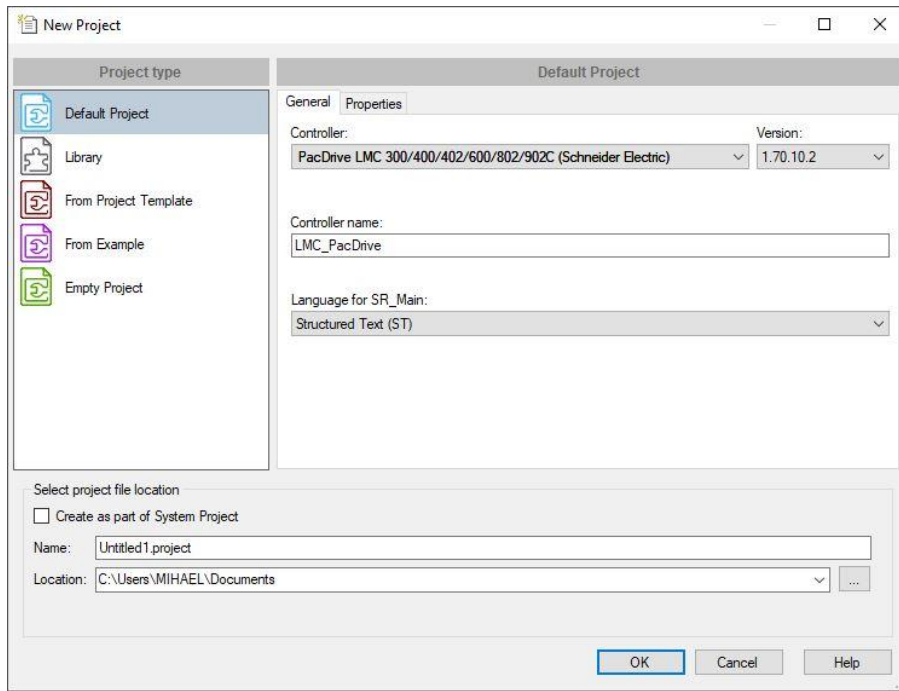 New Project
Project type
Default Project
Library
From Project Template
From Example
Empty Project
Default Project
General Properties
Controller: Version:
PacDrive LMC 300/400/402/600/802/902C (Schneider Electric) 1.70.10.2
Controller name:
LMC_PacDrive
Language for SR_Main:
Structured Text (ST)
Select project file location
Create as part of System Project
Name: Untitled1.project
Location: C:\Users\MIHAEL\Documents ...
OK Cancel Help